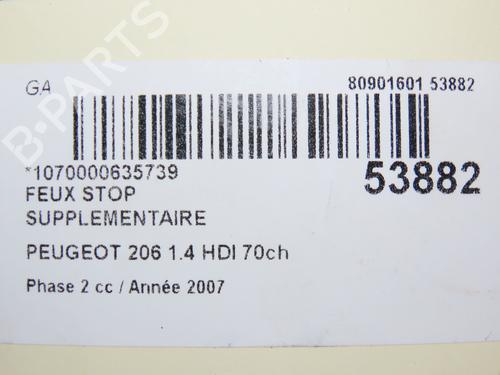 GA
80901601 53882
*1070000635739
53882
FEUX STOP
SUPPLEMENTAIRE
PEUGEOT 206 1.4 HDI 70ch
Phase 2 cc / Année 2007
B-PARTS